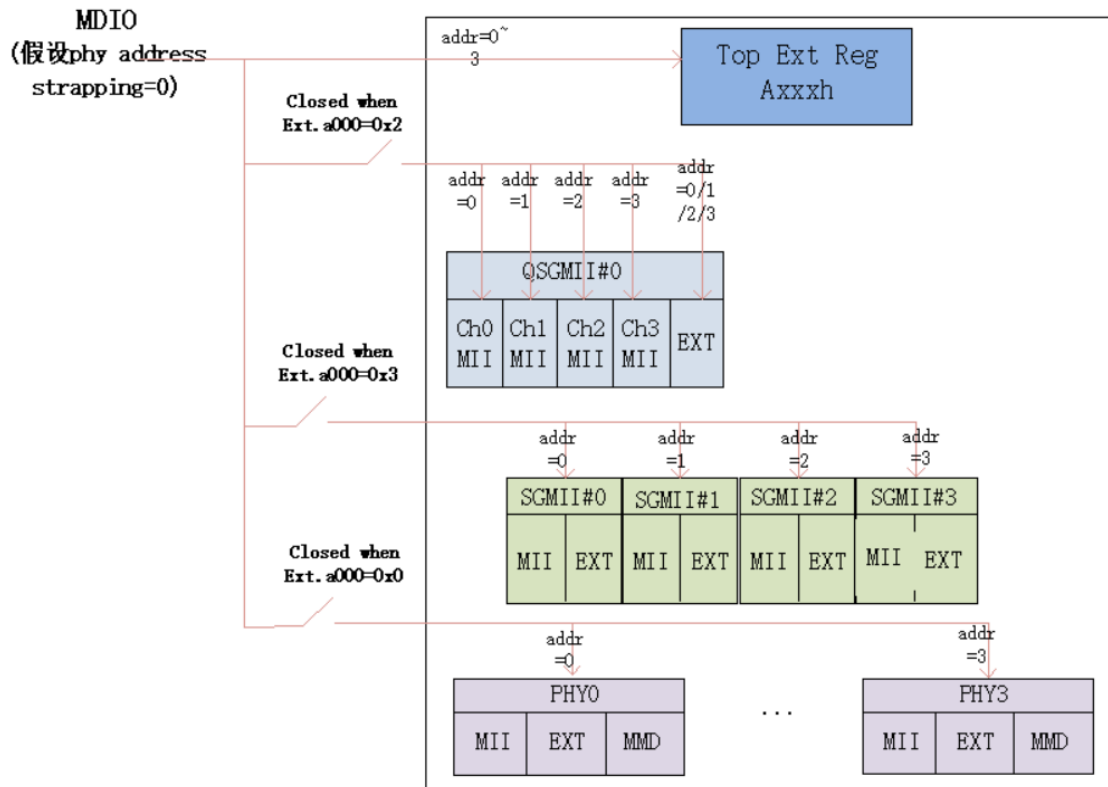 MDIO
(假设phy address
strapping=0)
addr=0~
3
Top Ext Reg
Axxxh
Closed when
Ext.a000=0x2
addr
=0
addr
=1
addr
=2
addr
=3
addr
=0/1
/2/3
QSGMII#0
Ch0
MII
Ch1
MII
Ch2
MII
Ch3
MII
EXT
Closed when
Ext.a000=0x3
addr
=0
addr
=1
addr
=2
addr
=3
SGMII#0
SGMII#1
SGMII#2
SGMII#3
MII
EXT
MII
EXT
MII
EXT
MII
EXT
Closed when
Ext.a000=0x0
addr
=0
addr
=3
PHY0
...
PHY3
MII
EXT
MMD
MII
EXT
MMD